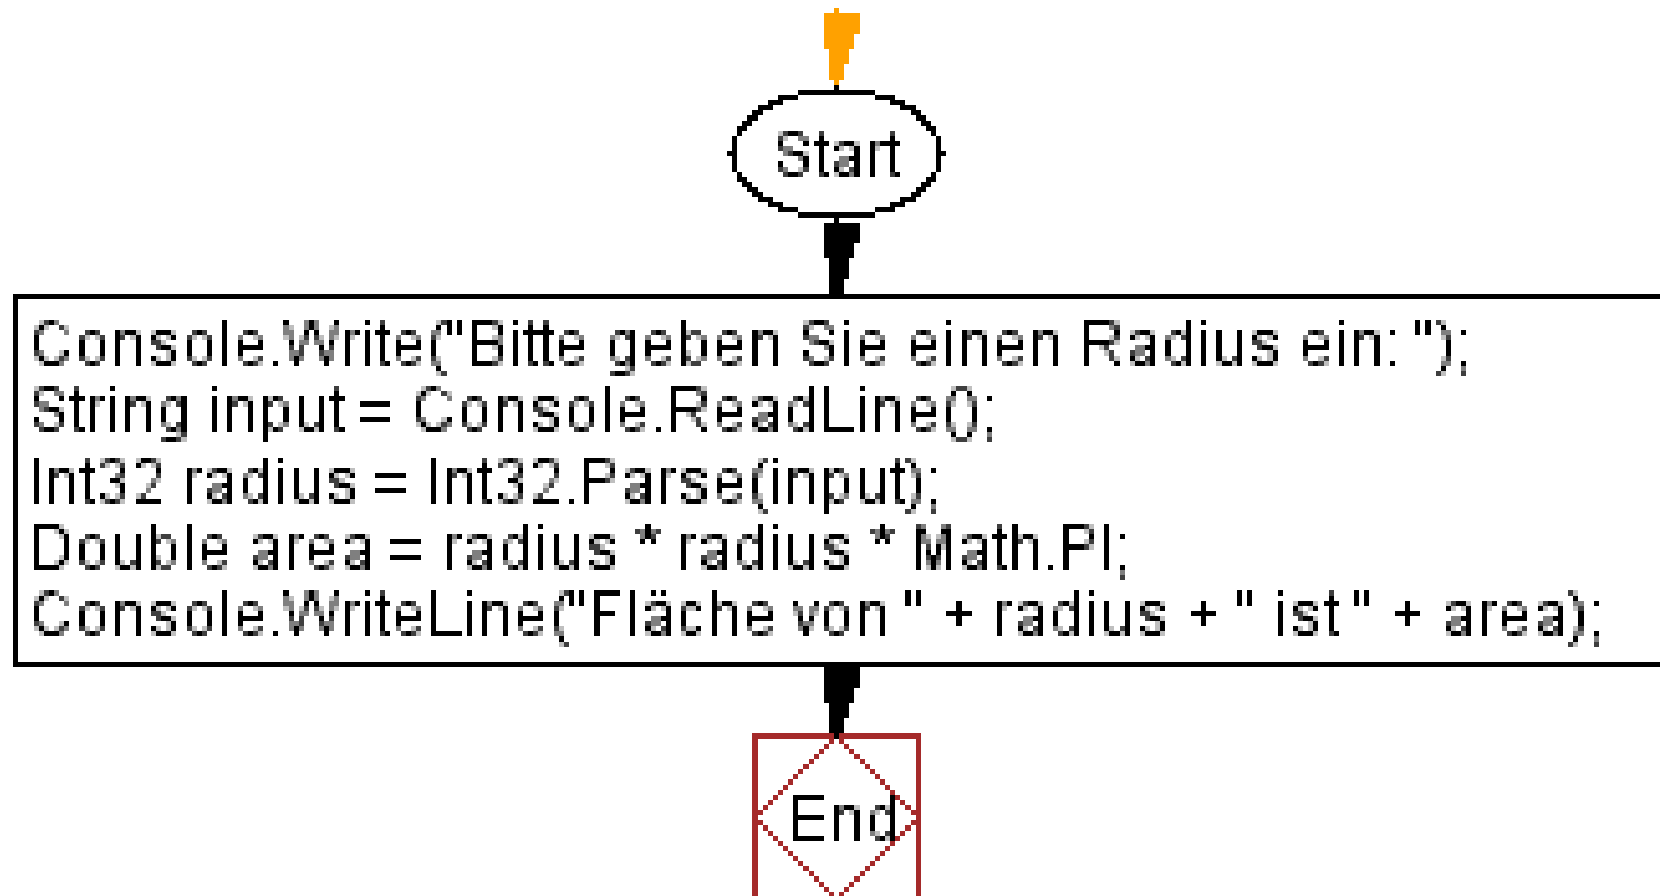 Start
Console.Write("Bitte geben Sie einen Radius ein: ");
String input = Console.ReadLine();
Int32 radius = Int32.Parse(input);
Double area = radius * radius * Math.PI;
Console.WriteLine("Fläche von " + radius + " ist " + area);
End